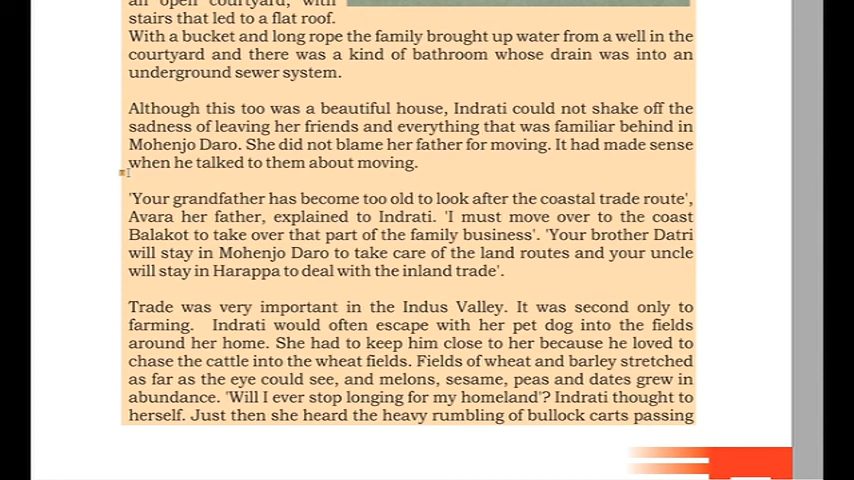 an open courtyard, with
stairs that led to a flat roof.
With a bucket and long rope the family brought up water from a well in the
courtyard and there was a kind of bathroom whose drain was into an
underground sewer system.
Although this too was a beautiful house, Indrati could not shake off the
sadness of leaving her friends and everything that was familiar behind in
Mohenjo Daro. She did not blame her father for moving. It had made sense
when he talked to them about moving.
'Your grandfather has become too old to look after the coastal trade route',
Avara her father, explained to Indrati. 'I must move over to the coast
Balakot to take over that part of the family business'. 'Your brother Datri
will stay in Mohenjo Daro to take care of the land routes and your uncle
will stay in Harappa to deal with the inland trade'.
Trade was very important in the Indus Valley. It was second only to
farming.  Indrati would often escape with her pet dog into the fields
around her home. She had to keep him close to her because he loved to
chase the cattle into the wheat fields. Fields of wheat and barley stretched
as far as the eye could see, and melons, sesame, peas and dates grew in
abundance. 'Will I ever stop longing for my homeland'? Indrati thought to
herself. Just then she heard the heavy rumbling of bullock carts passing